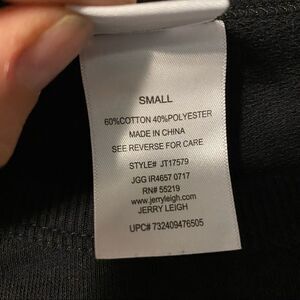 SMALL
60%COTTON 40%POLYESTER
MADE IN CHINA
SEE REVERSE FOR CARE
STYLE# JT17579
JGG IR4657 0717
RN# 55219
www.jerryleigh.com
JERRY LEIGH
UPC# 732409476505